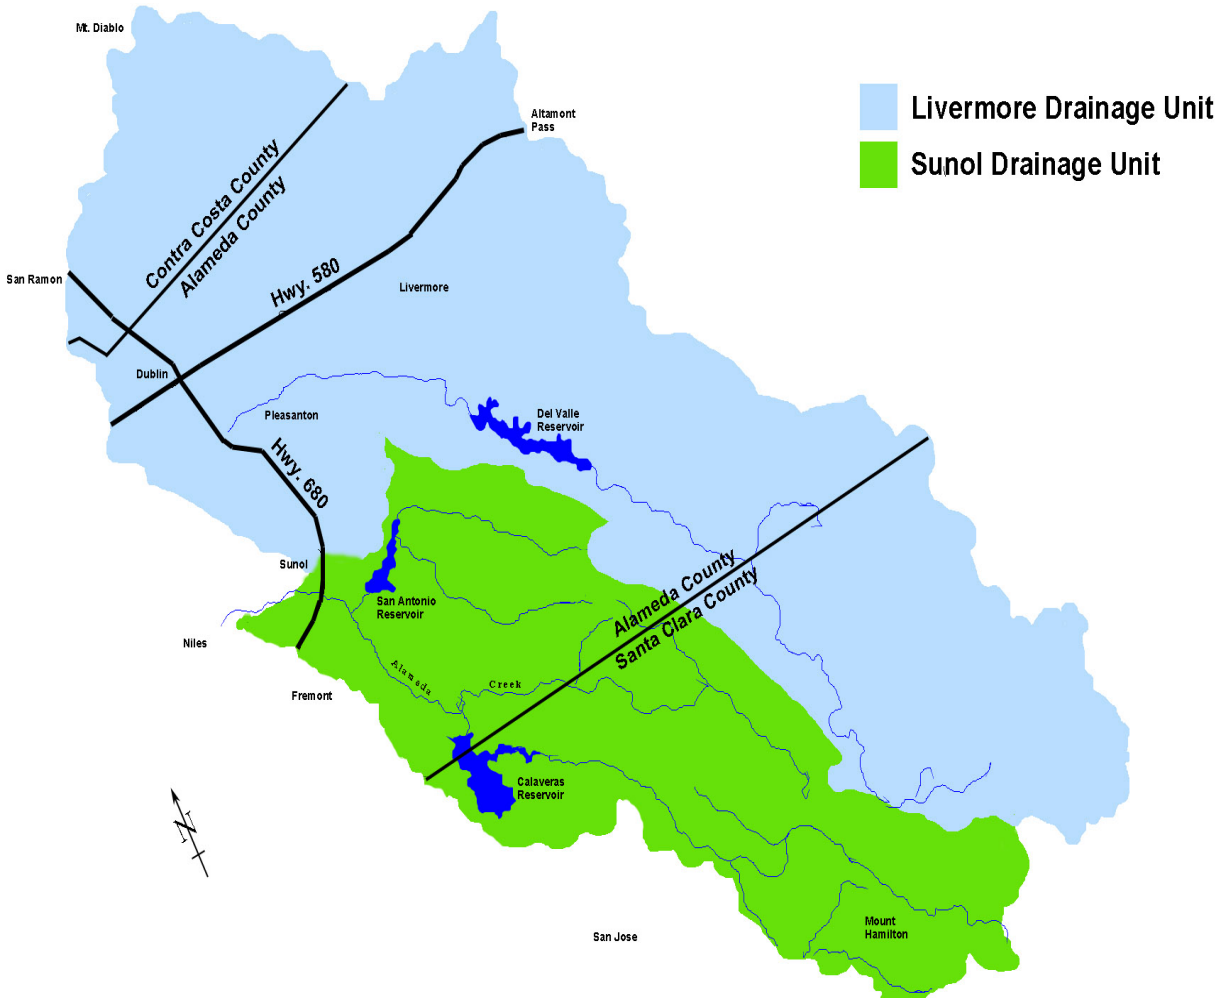 Mt. Diablo
Altamont
Pass
Livermore Drainage Unit
Sunol Drainage Unit
Contra Costa County
Alameda County
San Ramon
Hwy. 580
Livermore
Dublin
Pleasanton
Del Valle
Reservoir
Hwy. 680
Sunol
San Antonio
Reservoir
Alameda County
Santa Clara County
Niles
Alameda
Creek
Fremont
Calaveras
Reservoir
N
Mount
Hamilton
San Jose